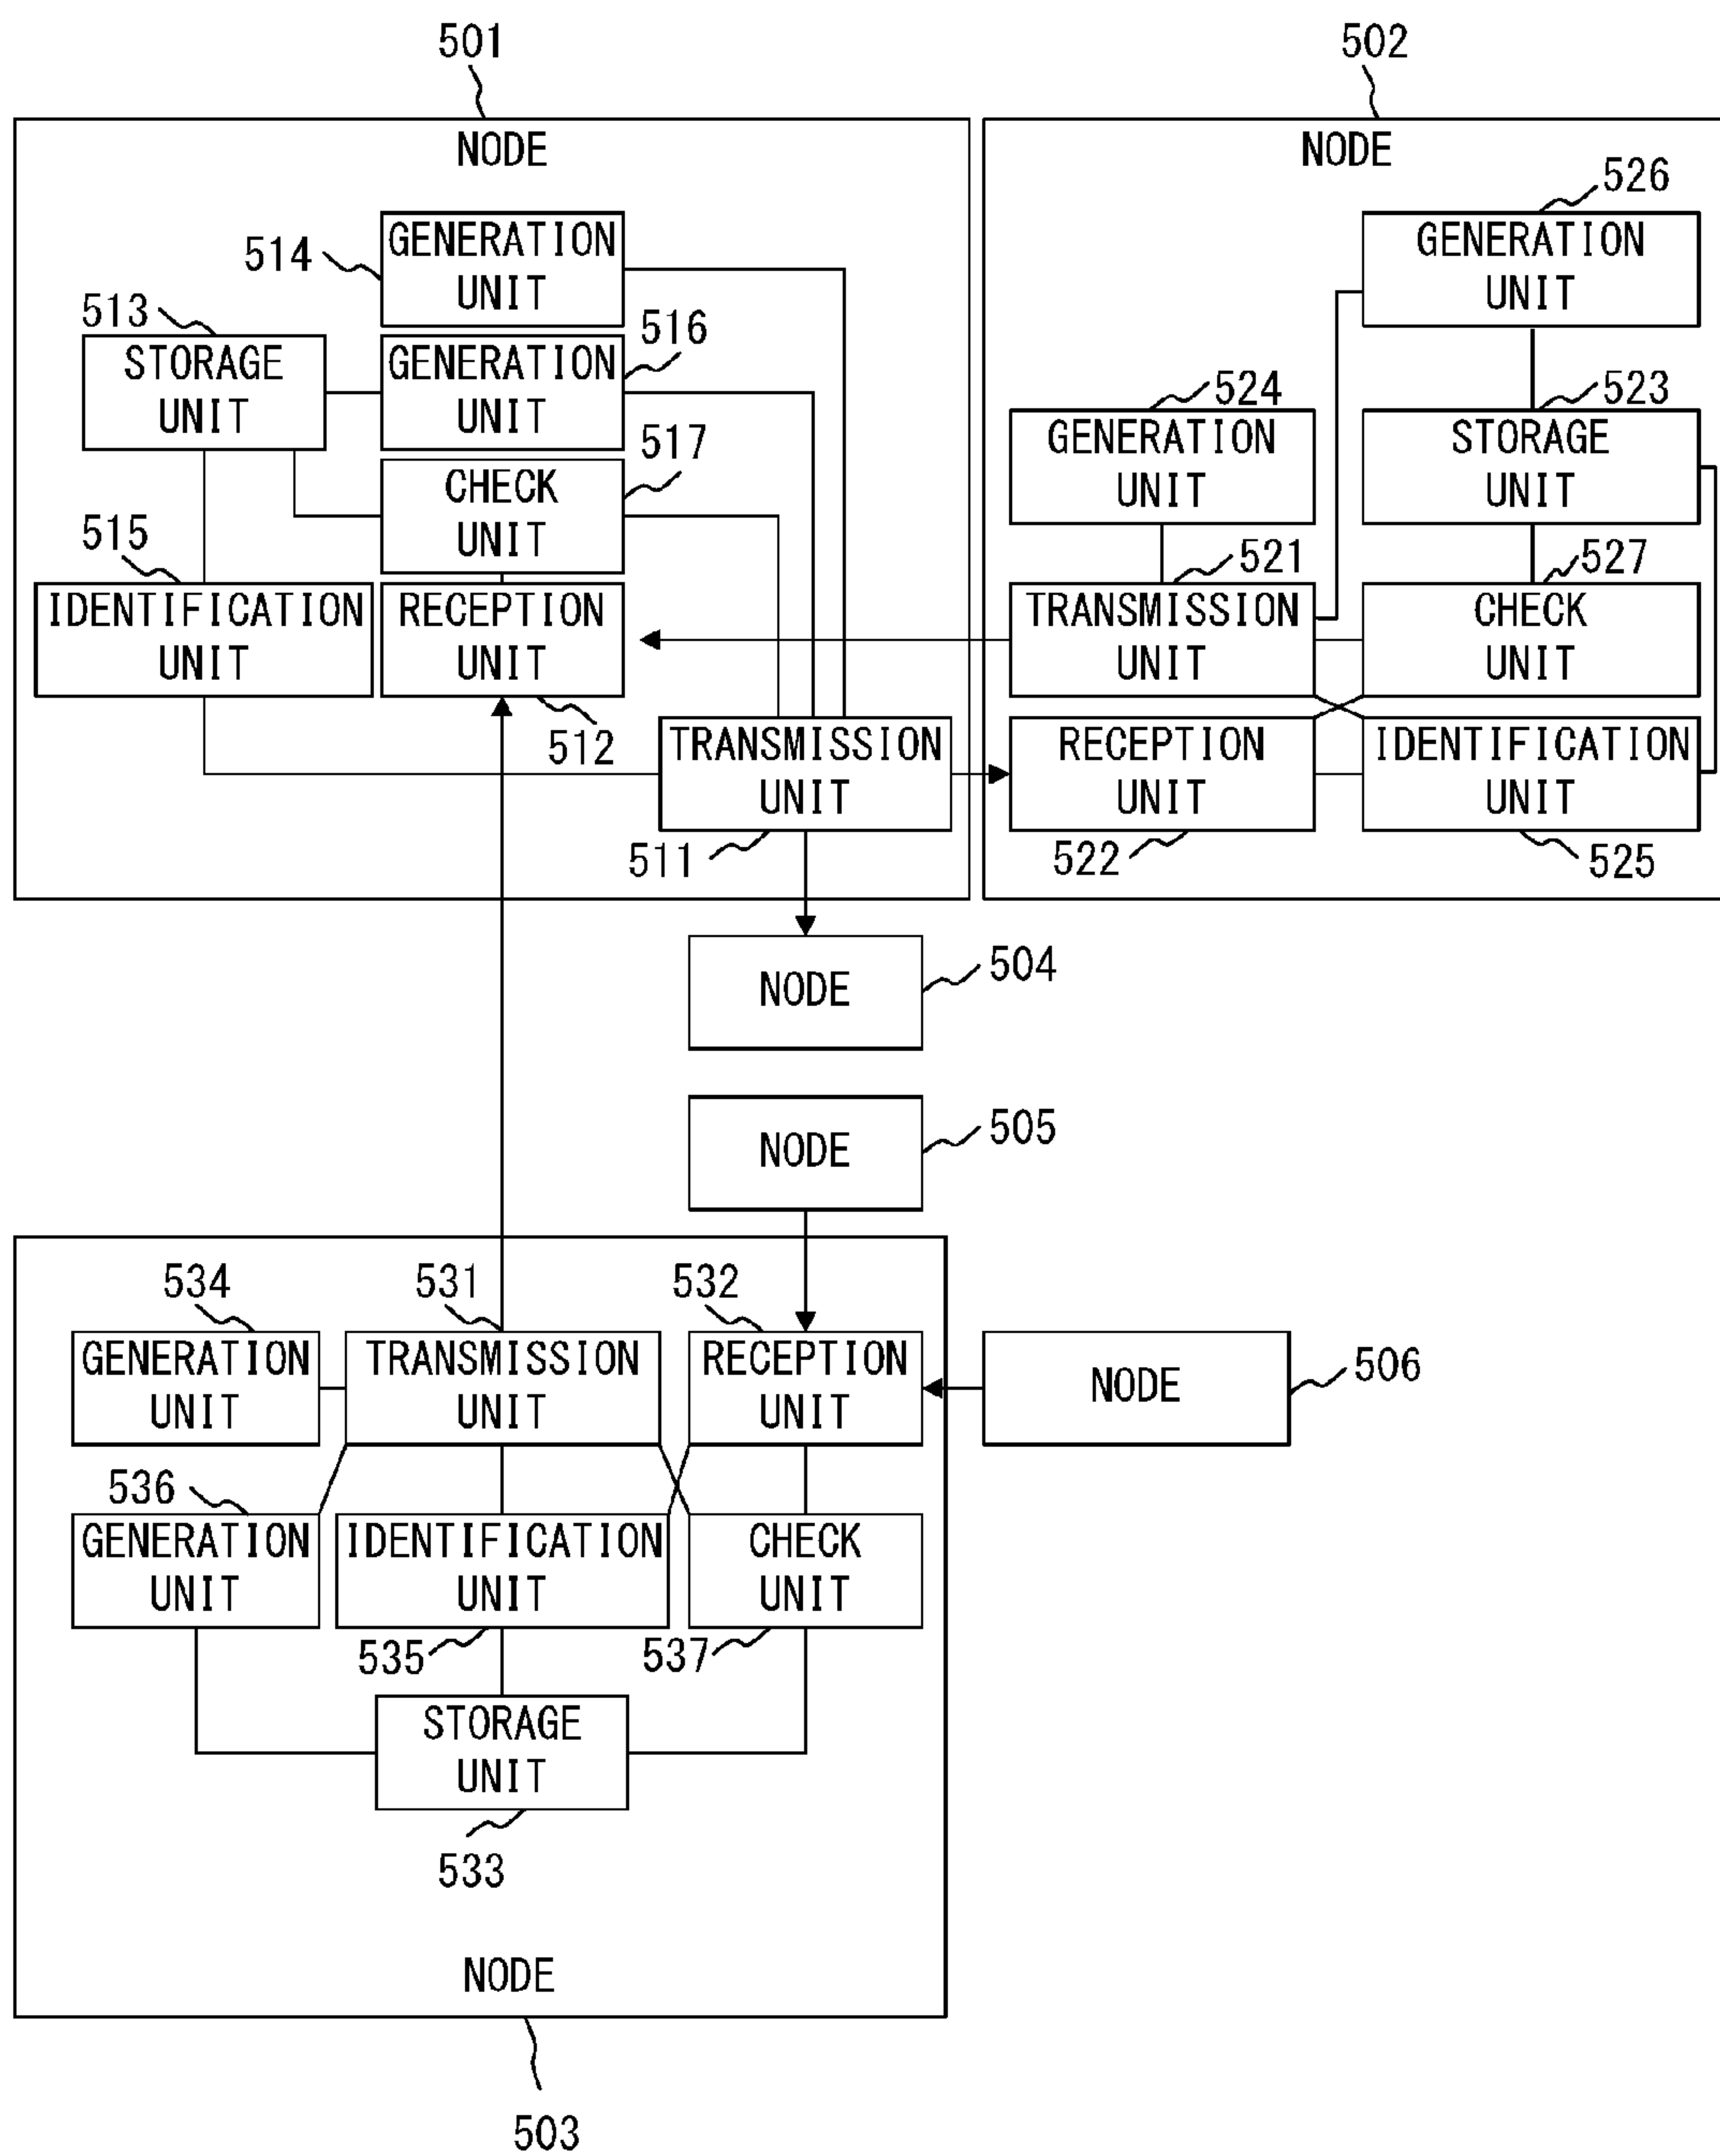 501
502
NODE
NODE
526
514
GENERATION
UNIT
GENERATION
UNIT
513
STORAGE
UNIT
GENERATION
UNIT
516
524
523
517
GENERATION
UNIT
STORAGE
UNIT
CHECK
UNIT
515
521
527
IDENTIFICATION
UNIT
RECEPTION
UNIT
TRANSMISSION
UNIT
CHECK
UNIT
512
TRANSMISSION
UNIT
RECEPTION
UNIT
IDENTIFICATION
UNIT
511
522
525
NODE
504
NODE
505
534
531
532
GENERATION
UNIT
TRANSMISSION
UNIT
RECEPTION
UNIT
NODE
506
536
GENERATION
UNIT
IDENTIFICATION
UNIT
CHECK
UNIT
535
537
STORAGE
UNIT
533
NODE
503